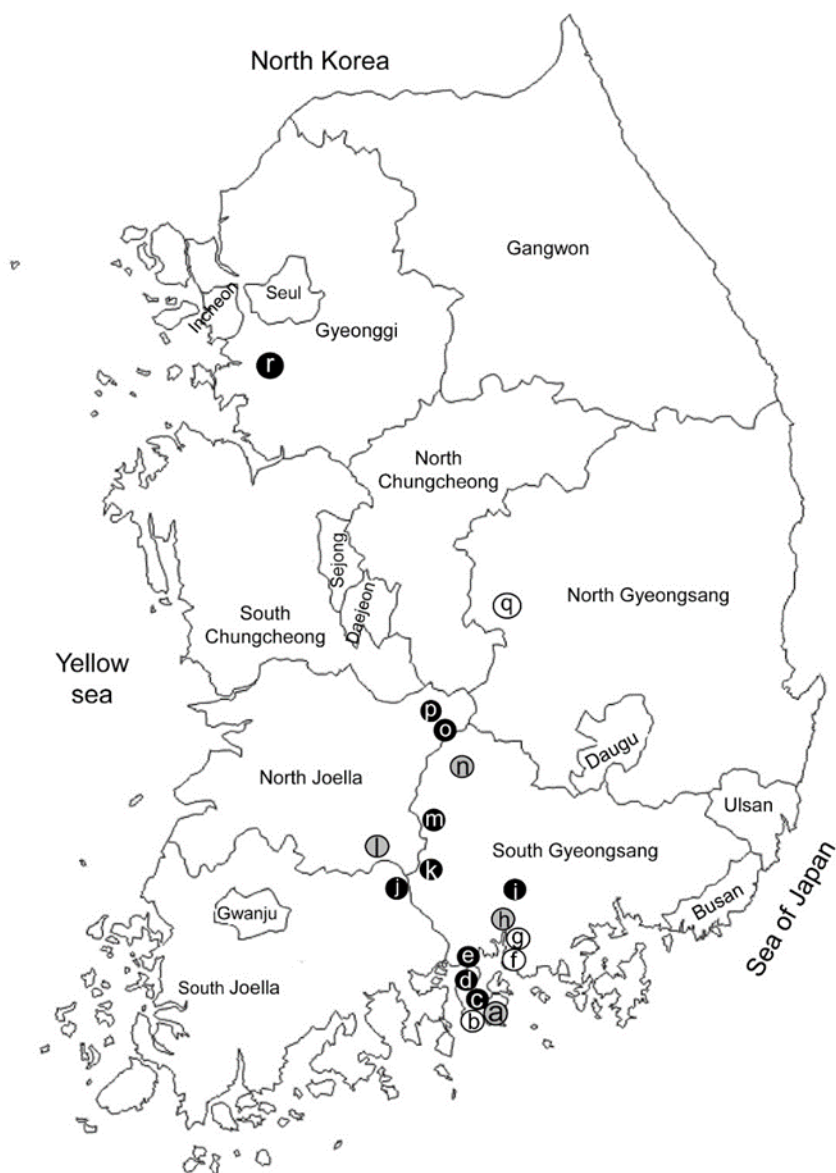 North Korea
Gangwon
Incheon
Seul
Gyeonggi
r
North
Chungcheong
Sejong
Daejeon
South
Chungcheong
q
North Gyeongsang
Yellow
sea
p
o
n
Daugu
North Joella
m
Ulsan
l
k
South Gyeongsang
j
i
Busan
Gwanju
h
g
f
e
South Joella
d
c
b
a
Sea of Japan